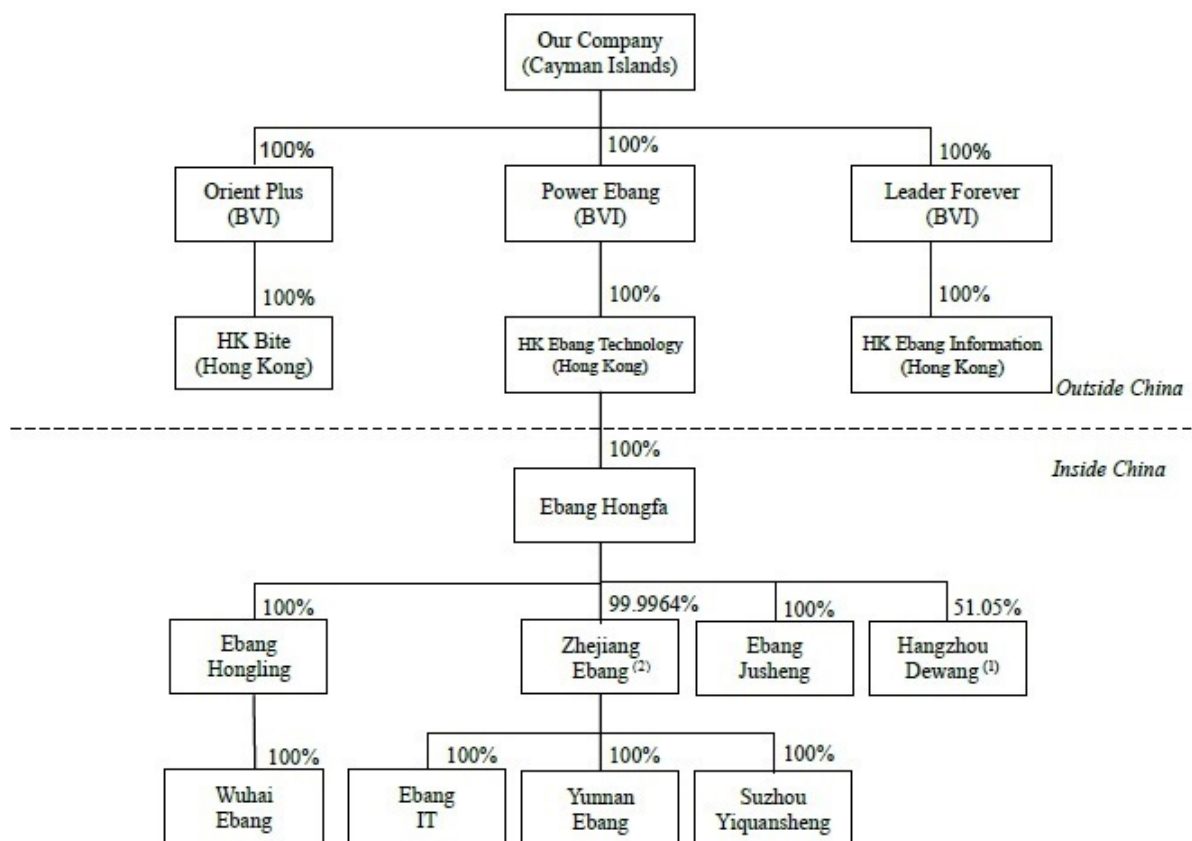 Our Company
(Cayman Islands)
100%
100%
100%
Orient Plus
(BVI)
Power Ebang
(BVI)
Leader Forever
(BVI)
100%
100%
100%
HK Bite
(Hong Kong)
HK Ebang Technology
(Hong Kong)
HK Ebang Information
(Hong Kong)
Outside China
100%
Inside China
Ebang Hongfa
100%
99.9964%
100%
51.05%
Ebang
Hongling
Zhejiang
Ebang (2)
Ebang
Jusheng
Hangzhou
Dewang (1)
100%
100%
100%
100%
Wuhai
Ebang
Ebang
IT
Yunnan
Ebang
Suzhou
Yiquansheng